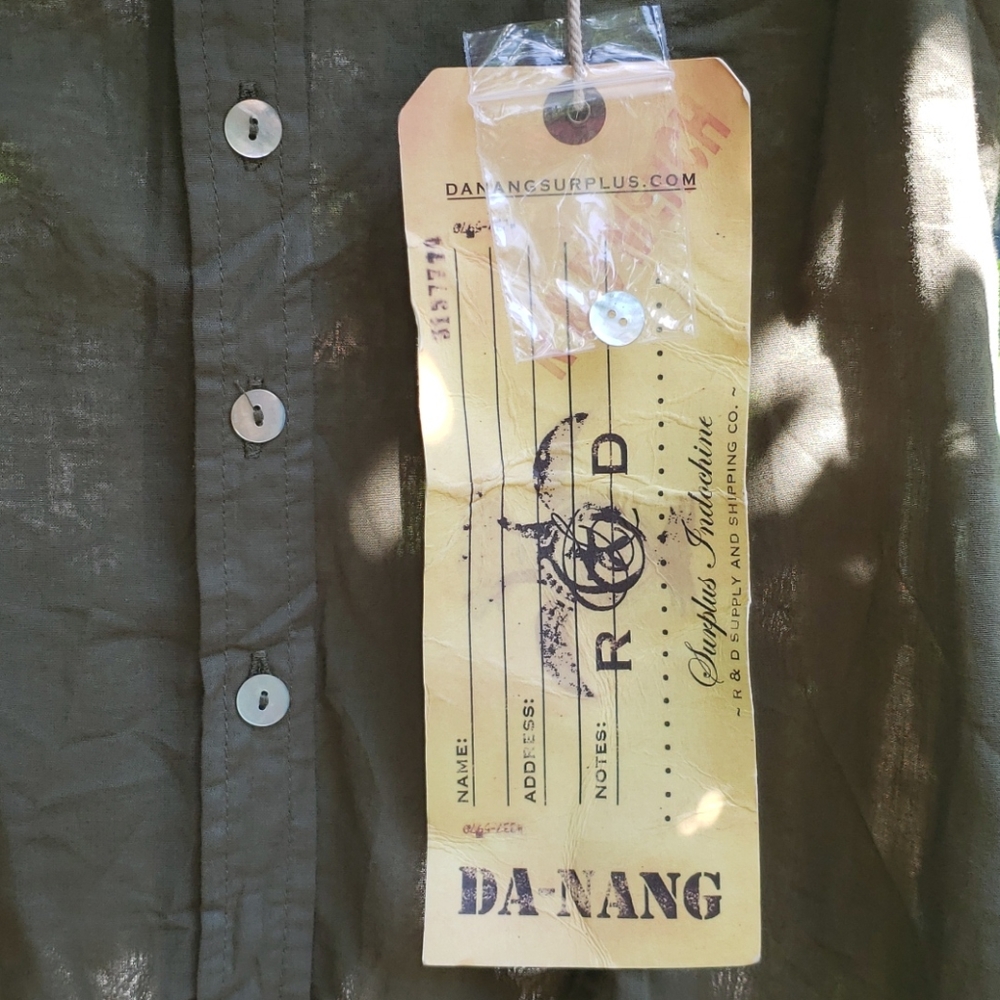 DANANGSURPLUS.COM
NAME:
ADDRESS:
NOTES:
R & D
Surplus Indochine
~ R & D SUPPLY AND SHIPPING CO. ~
DA-NANG